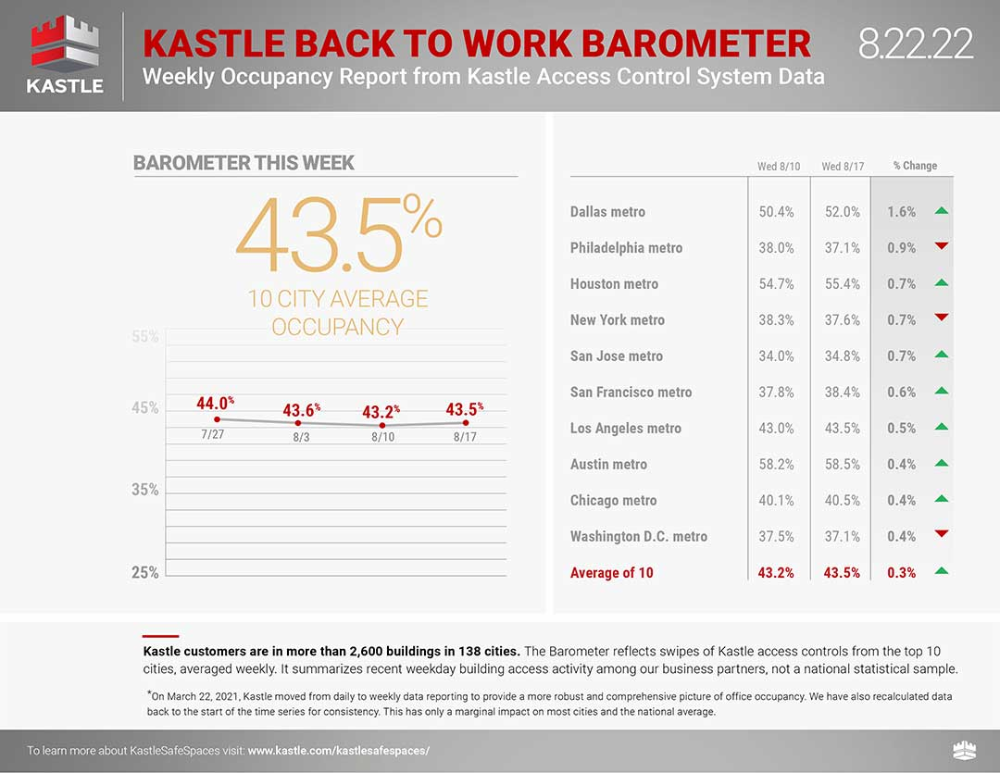 KASTLE
KASTLE BACK TO WORK BAROMETER
Weekly Occupancy Report from Kastle Access Control System Data
8.22.22
BAROMETER THIS WEEK
43.5%
10 CITY AVERAGE
OCCUPANCY
55%
45%
35%
25%
44.0% 43.6% 43.2% 43.5%
7/27 8/3 8/10 8/17
Wed 8/10 Wed 8/17 % Change
Dallas metro 50.4% 52.0% 1.6%
Philadelphia metro 38.0% 37.1% 0.9%
Houston metro 54.7% 55.4% 0.7%
New York metro 38.3% 37.6% 0.7%
San Jose metro 34.0% 34.8% 0.7%
San Francisco metro 37.8% 38.4% 0.6%
Los Angeles metro 43.0% 43.5% 0.5%
Austin metro 58.2% 58.5% 0.4%
Chicago metro 40.1% 40.5% 0.4%
Washington D.C. metro 37.5% 37.1% 0.4%
Average of 10 43.2% 43.5% 0.3%
Kastle customers are in more than 2,600 buildings in 138 cities. The Barometer reflects swipes of Kastle access controls from the top 10
cities, averaged weekly. It summarizes recent weekday building access activity among our business partners, not a national statistical sample.
*On March 22, 2021, Kastle moved from daily to weekly data reporting to provide a more robust and comprehensive picture of office occupancy. We have also recalculated data
back to the start of the time series for consistency. This has only a marginal impact on most cities and the national average.
To learn more about KastleSafeSpaces visit: www.kastle.com/kastlesafespaces/